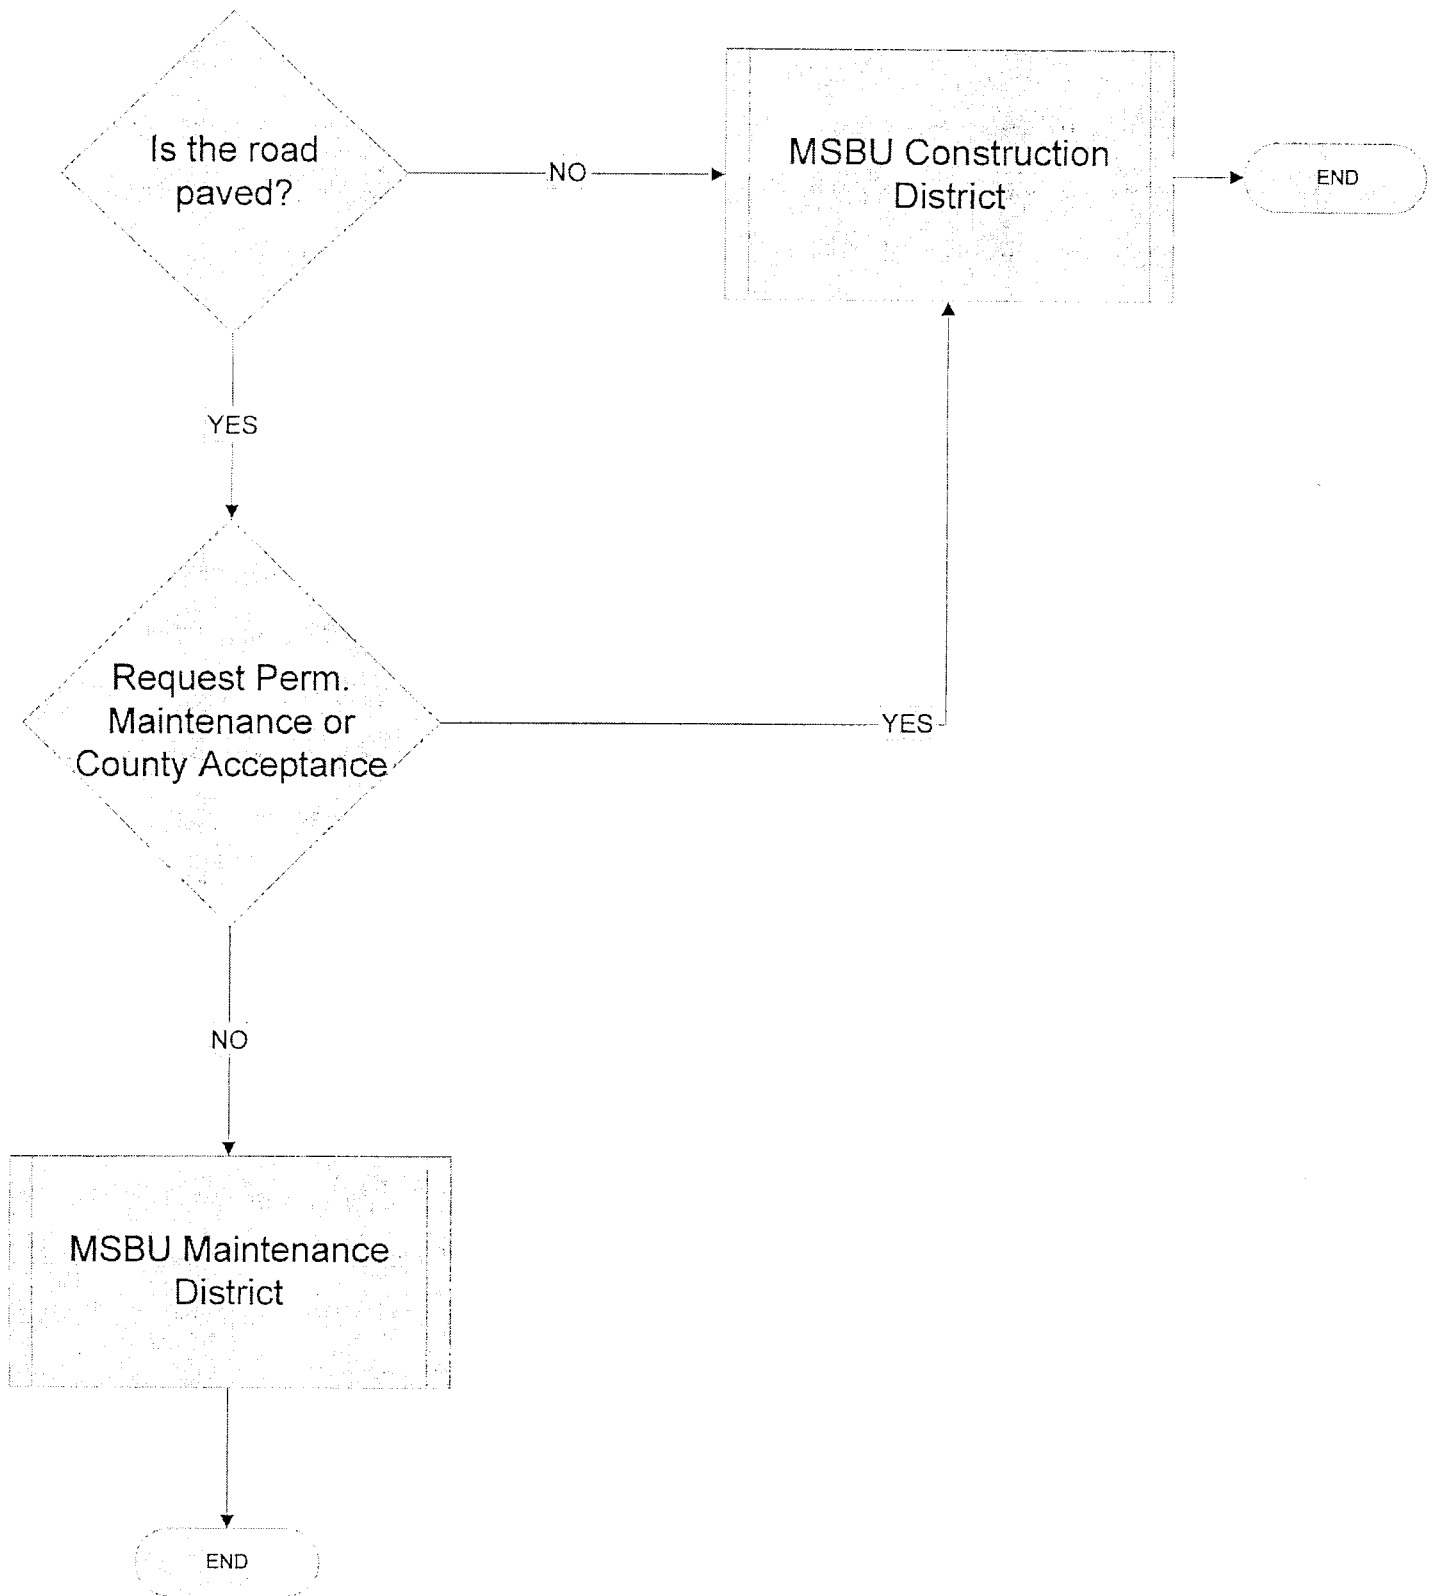 Is the road
paved?
NO
MSBU Construction
District
END
YES
Request Perm.
Maintenance or
County Acceptance
YES
NO
MSBU Maintenance
District
END